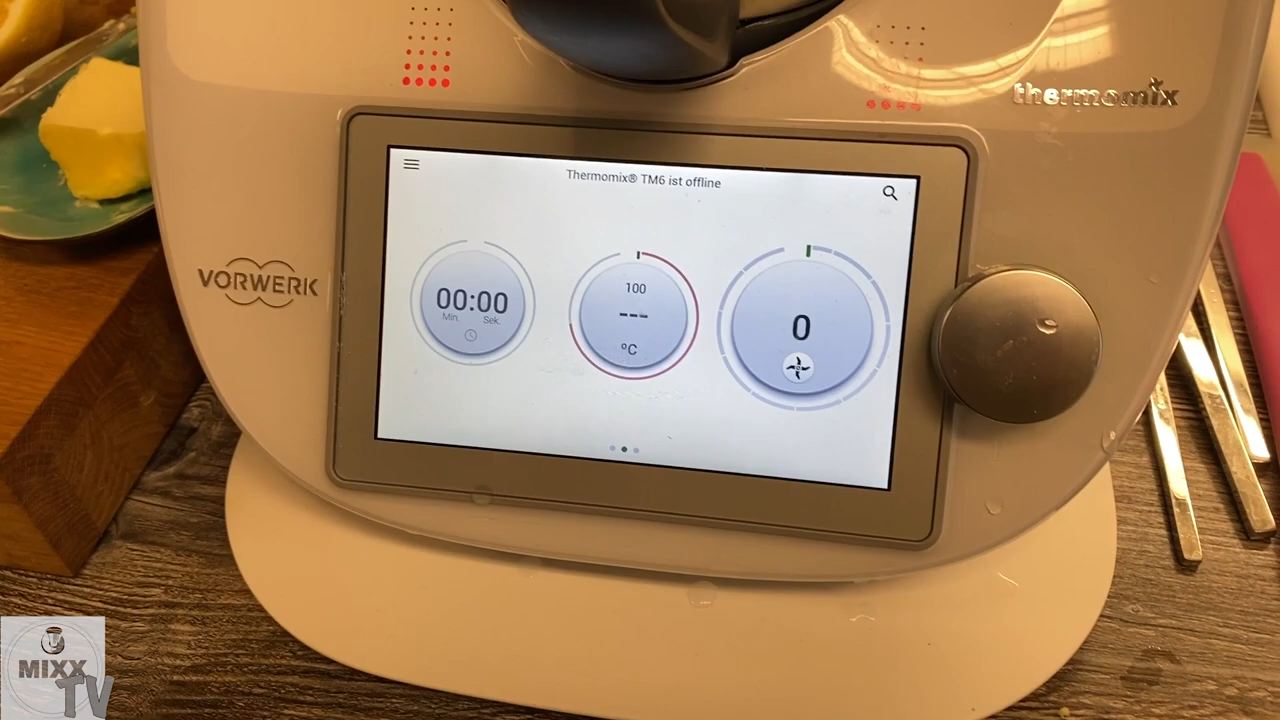 thermomix
Thermomix® TM6 ist offline
VORWERK
00:00
Min. Sek.
100
---
°C
0
MIXX
TV